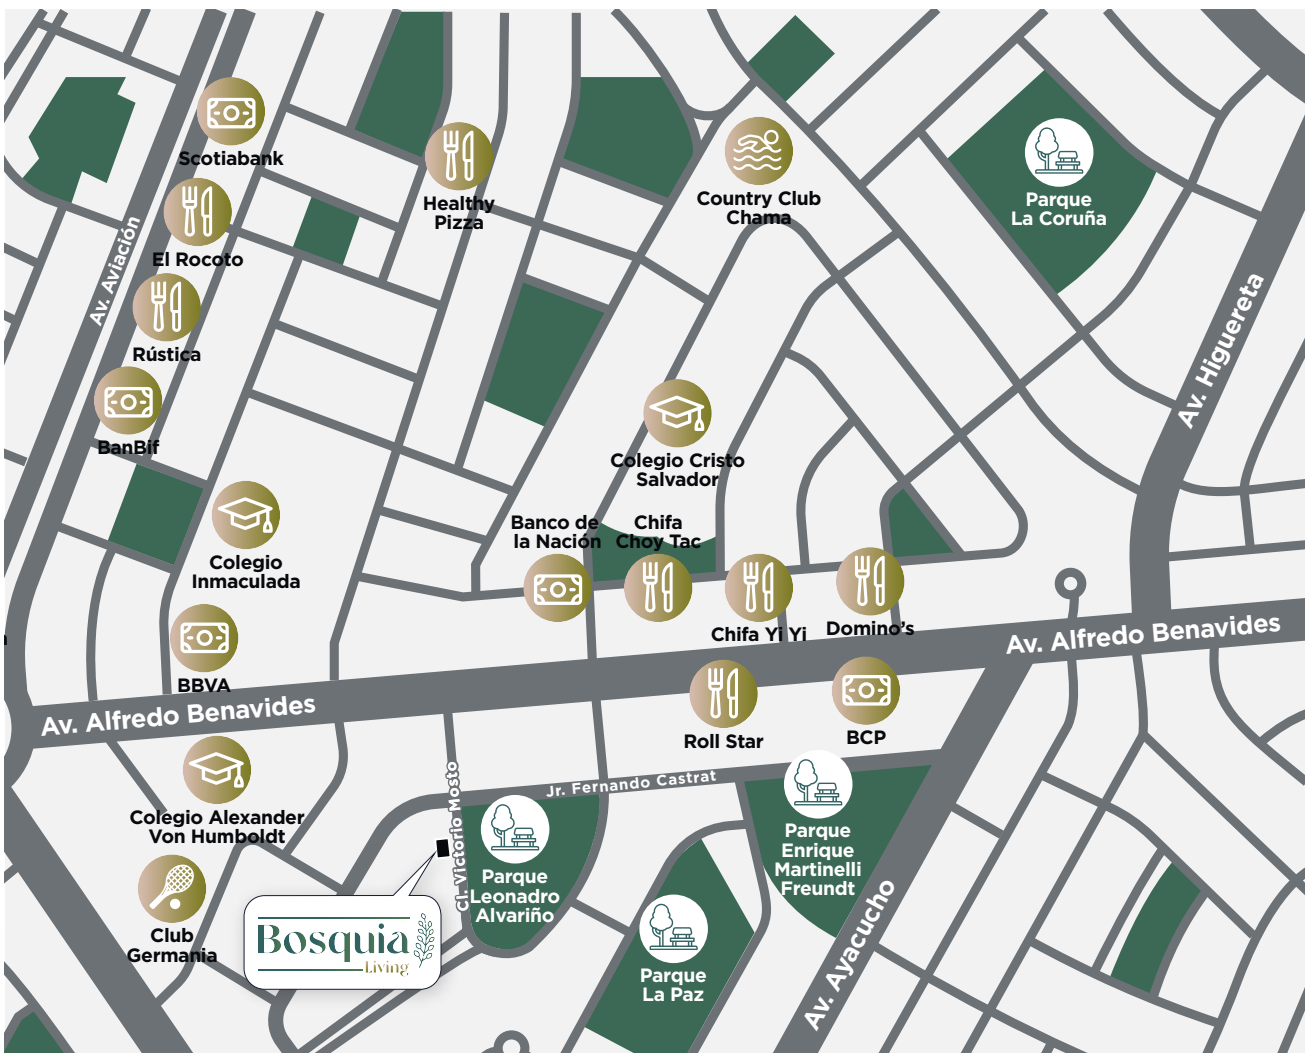 Scotiabank
Healthy
Pizza
Country Club
Chama
Parque
La Coruña
Av. Aviación
El Rocoto
Rústica
Av. Higuereta
BanBif
Colegio Cristo
Salvador
Banco de
la Nación
Chifa
Choy Tac
Colegio
Inmaculada
Chifa Yi Yi
Domino's
Av. Alfredo Benavides
BBVA
Av. Alfredo Benavides
Roll Star
BCP
Jr. Fernando Castrat
Cl. Victorio Mosto
Colegio Alexander
Von Humboldt
Parque
Enrique
Martinelli
Freundt
Parque
Leonadro
Alvariño
Club
Germania
Bosquia
Living
Parque
La Paz
Av. Ayacucho